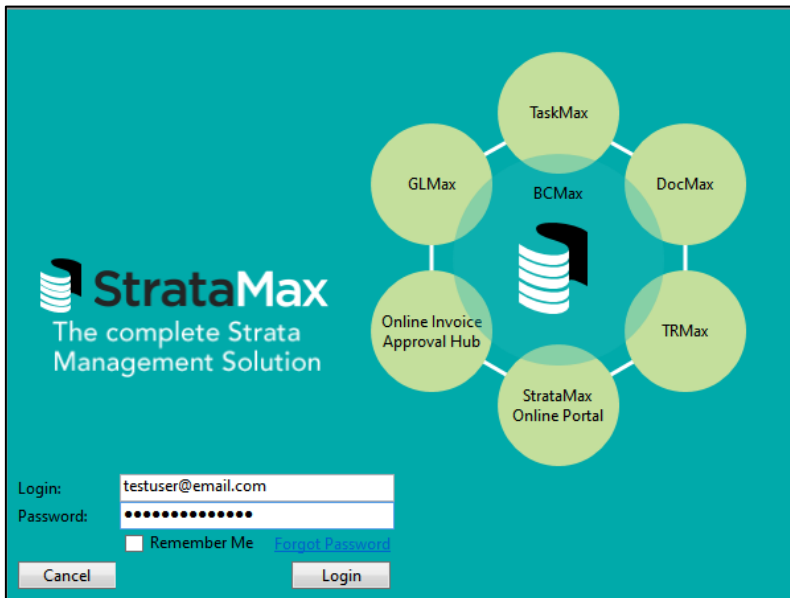 TaskMax
GLMax
BCMax
DocMax
StrataMax
The complete Strata
Management Solution
Online Invoice
Approval Hub
TRMax
StrataMax
Online Portal
Login:
testuser@email.com
Password:
••••••••••••••
Remember Me
Forgot Password
Cancel
Login